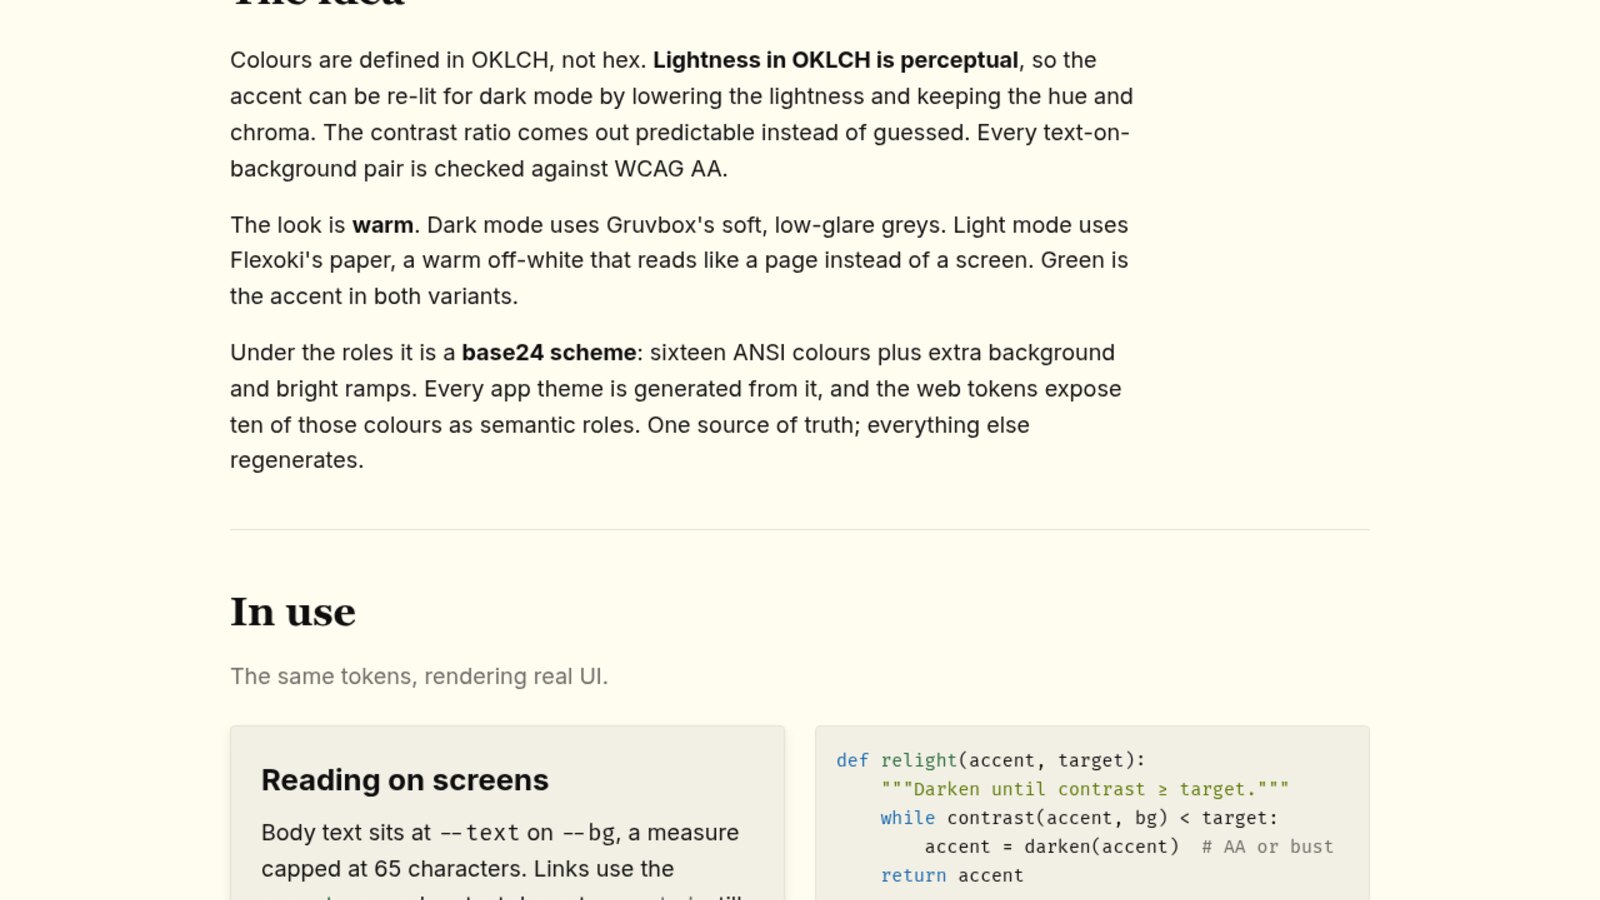 The idea
Colours are defined in OKLCH, not hex. Lightness in OKLCH is perceptual, so the
accent can be re-lit for dark mode by lowering the lightness and keeping the hue and
chroma. The contrast ratio comes out predictable instead of guessed. Every text-on-
background pair is checked against WCAG AA.
The look is warm. Dark mode uses Gruvbox's soft, low-glare greys. Light mode uses
Flexoki's paper, a warm off-white that reads like a page instead of a screen. Green is
the accent in both variants.
Under the roles it is a base24 scheme: sixteen ANSI colours plus extra background
and bright ramps. Every app theme is generated from it, and the web tokens expose
ten of those colours as semantic roles. One source of truth; everything else
regenerates.
In use
The same tokens, rendering real UI.
Reading on screens
Body text sits at --text on --bg, a measure
capped at 65 characters. Links use the
def relight(accent, target):
    """Darken until contrast ≥ target."""
    while contrast(accent, bg) < target:
        accent = darken(accent)  # AA or bust
    return accent